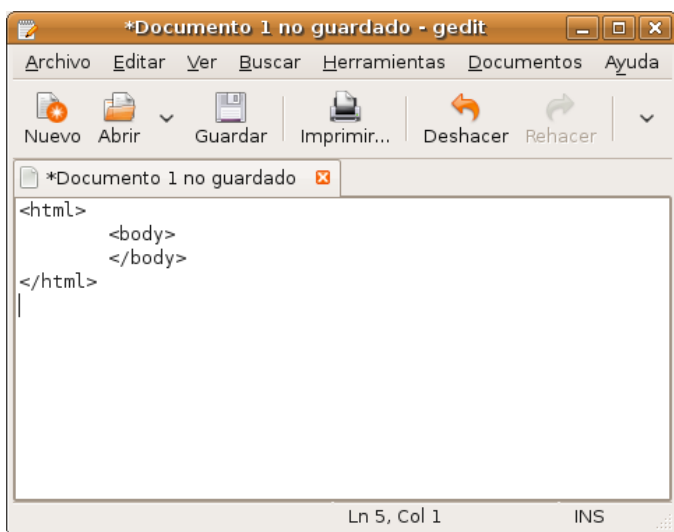 *Documento 1 no guardado - gedit
Archivo Editar Ver Buscar Herramientas Documentos Ayuda
Nuevo Abrir Guardar Imprimir... Deshacer Rehacer
*Documento 1 no guardado
<html>
<body>
</body>
</html>
Ln 5, Col 1 INS